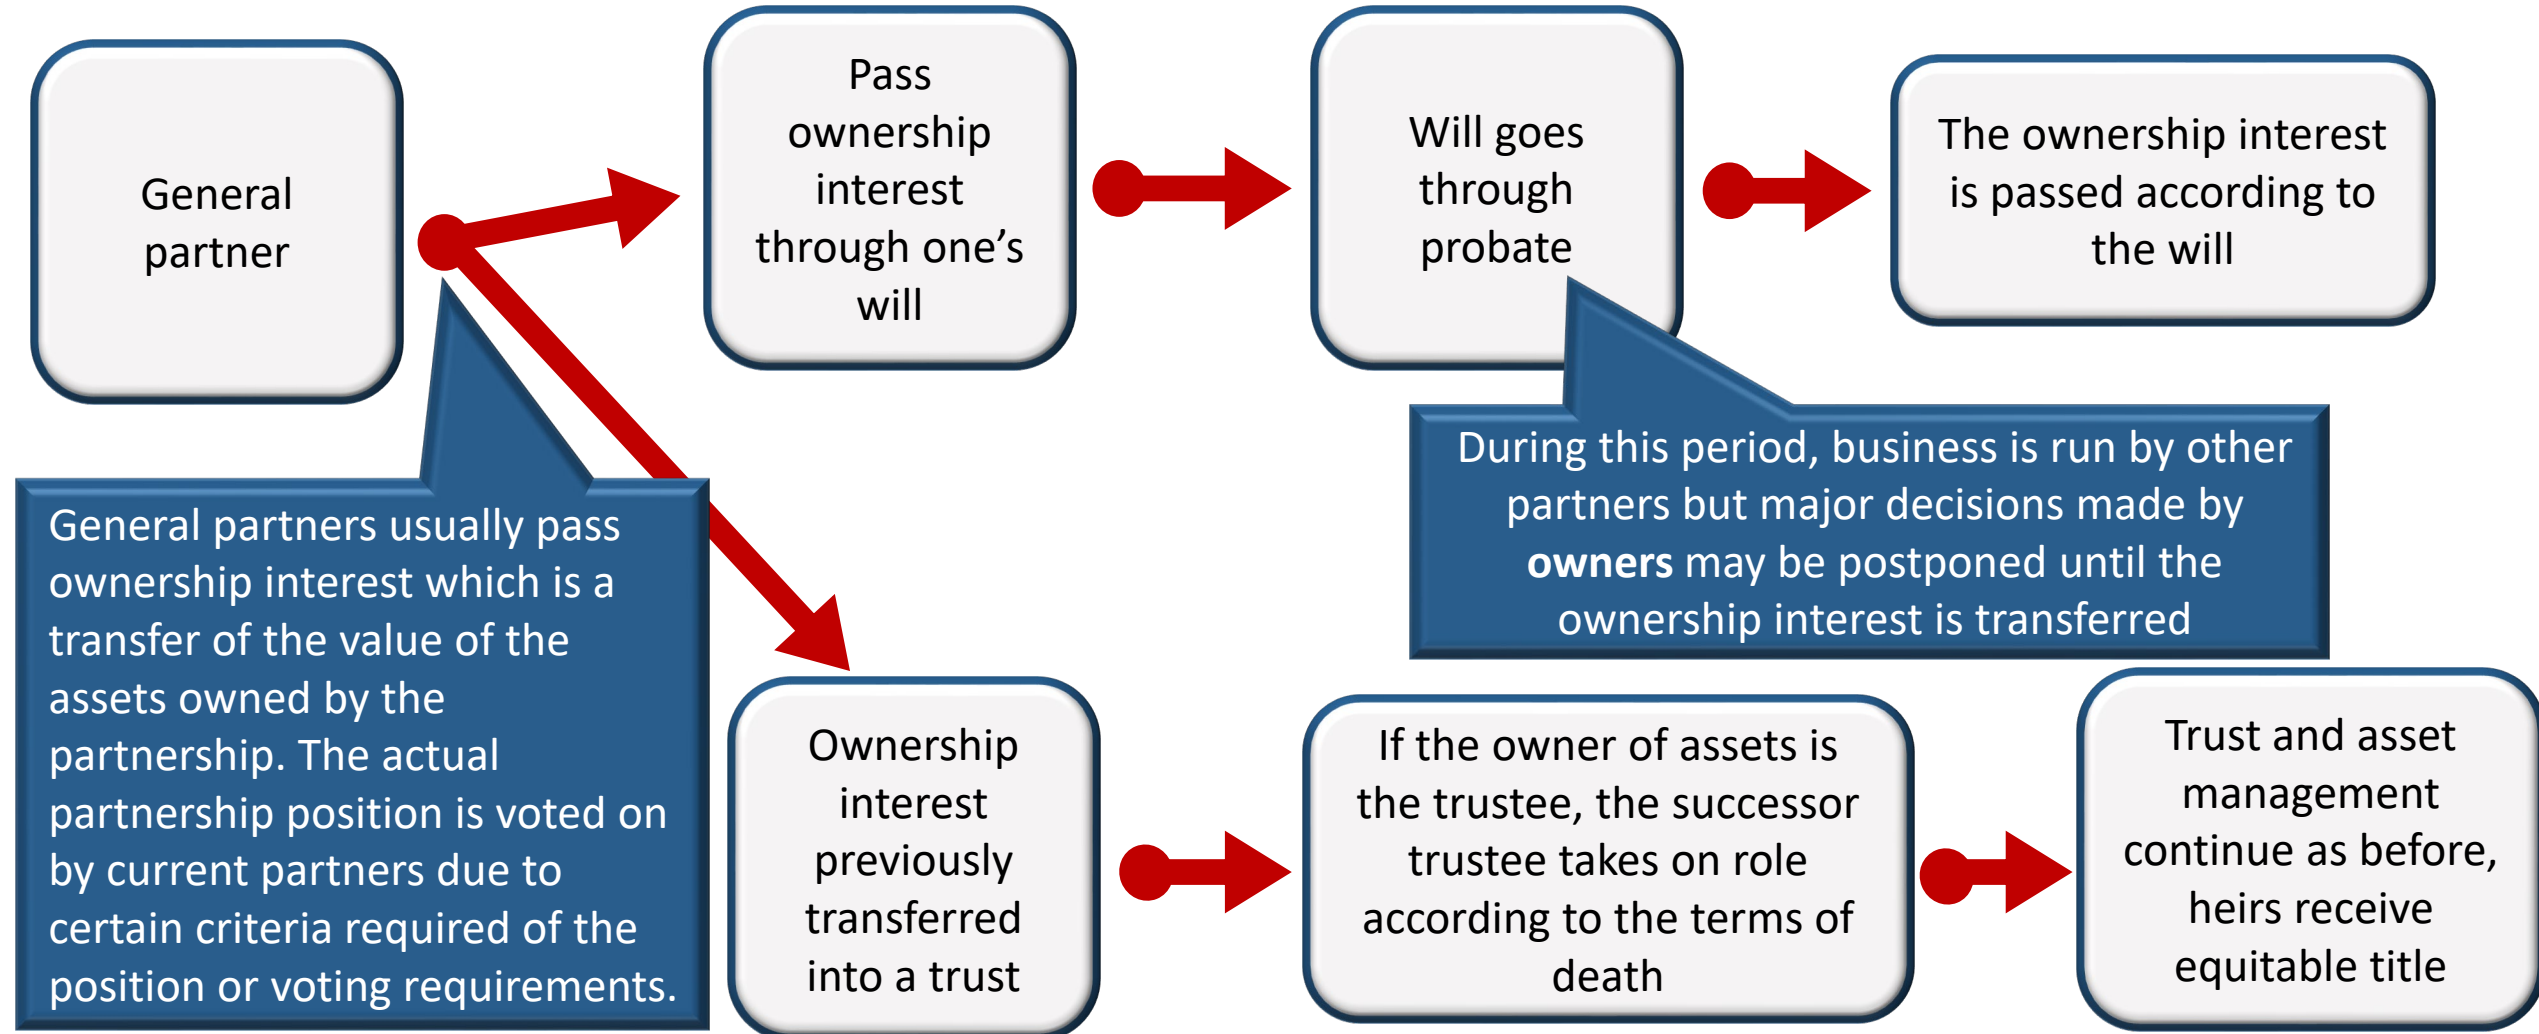 General
partner
Pass
ownership
interest
through one’s
will
Will goes
through
probate
The ownership interest
is passed according to
the will
General partners usually pass
ownership interest which is a
transfer of the value of the
assets owned by the
partnership. The actual
partnership position is voted on
by current partners due to
certain criteria required of the
position or voting requirements.
During this period, business is run by other
partners but major decisions made by
owners may be postponed until the
ownership interest is transferred
Ownership
interest
previously
transferred
into a trust
If the owner of assets is
the trustee, the successor
trustee takes on role
according to the terms of
death
Trust and asset
management
continue as before,
heirs receive
equitable title